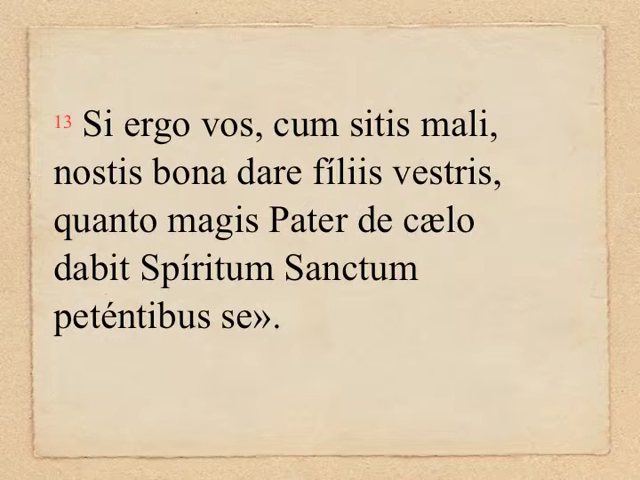 13 Si ergo vos, cum sitis mali,
nostis bona dare fíliis vestris,
quanto magis Pater de cælo
dabit Spíritum Sanctum
peténtibus se».